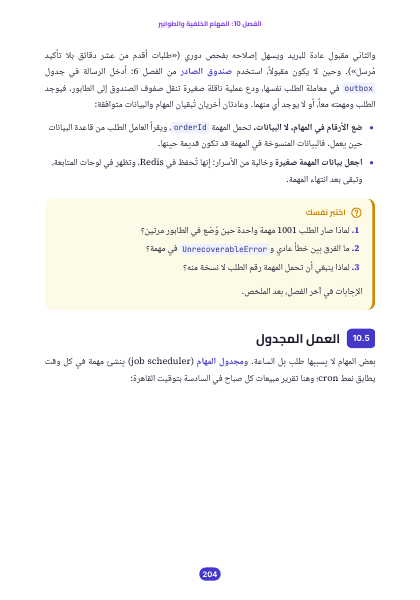 الفصل 10: المهام الخلفية والطوابير
والثاني مقبول عادة للبريد ويسهل إصلاحه بفحص دوري («طلبات أقدم من عشر دقائق بلا تأكيد
مُرسل»). وحين لا يكون مقبولاً، استخدم صندوق الصادر من الفصل 6: أدخل الرسالة في جدول
outbox في معاملة الطلب نفسها، ودع عملية ناقلة صغيرة تنقل صفوف الصندوق إلى الطابور. فيوجد
الطلب ومهمته معاً، أو لا يوجد أي منهما. وعادتان أخريان تُبقيان المهام والبيانات متوافقة:
• ضع الأرقام في المهام، لا البيانات. تحمل المهمة orderId، ويقرأ العامل الطلب من قاعدة البيانات
حين يعمل. فالبيانات المنسوخة في المهمة قد تكون قديمة حينها.
• اجعل بيانات المهمة صغيرة وخالية من الأسرار: إنها تُحفظ في Redis، وتظهر في لوحات المتابعة،
وتبقى بعد انتهاء المهمة.
اختبر نفسك
1. لماذا صار الطلب 1001 مهمة واحدة حين وُضع في الطابور مرتين؟
2. ما الفرق بين خطأ عادي و UnrecoverableError في مهمة؟
3. لماذا ينبغي أن تحمل المهمة رقم الطلب لا نسخة منه؟
الإجابات في آخر الفصل، بعد الملخص.
10.5 العمل المجدول
بعض المهام لا يسببها طلب بل الساعة. ومجدول المهام (job scheduler) ينشئ مهمة في كل وقت
يطابق نمط cron؛ وهنا تقرير مبيعات كل صباح في السادسة بتوقيت القاهرة:
204